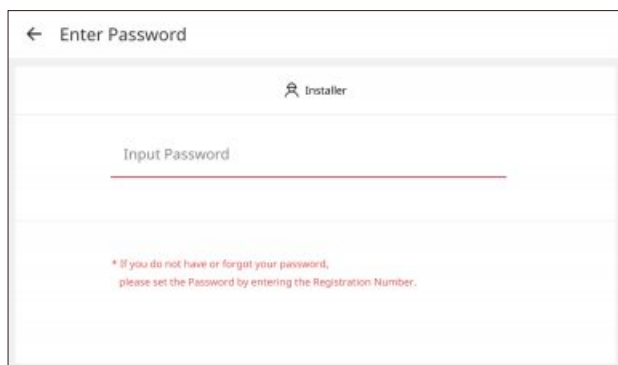 Enter Password
Installer
Input Password
* If you do not have or forgot your password,
please set the Password by entering the Registration Number.